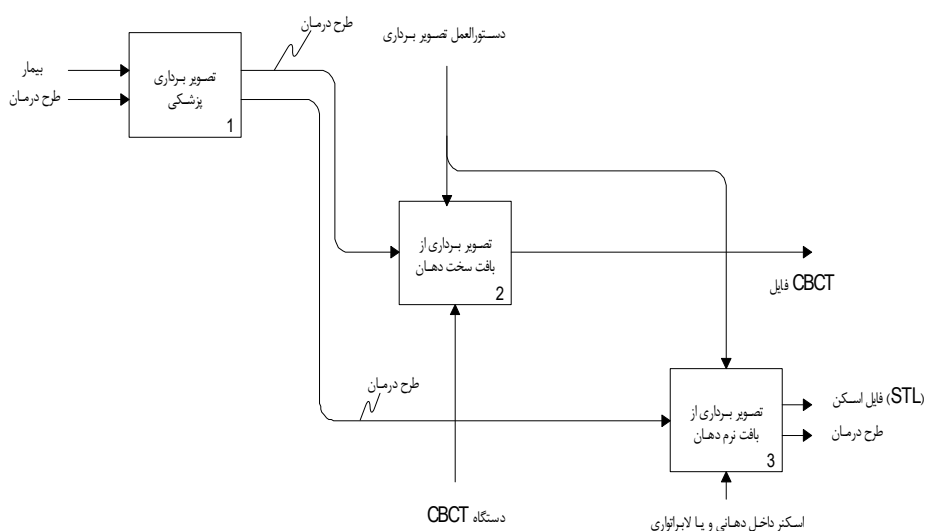 طرح درمان
دستورالعمل تصویر برداری
بیمار
طرح درمان
تصویر برداری
پزشکی
1
تصویر برداری از
بافت سخت دهان
2
فایل CBCT
طرح درمان
تصویر برداری از
بافت نرم دهان
3
فایل اسکن (STL)
طرح درمان
دستگاه CBCT
اسکنر داخل دهانی و یا لابراتواری